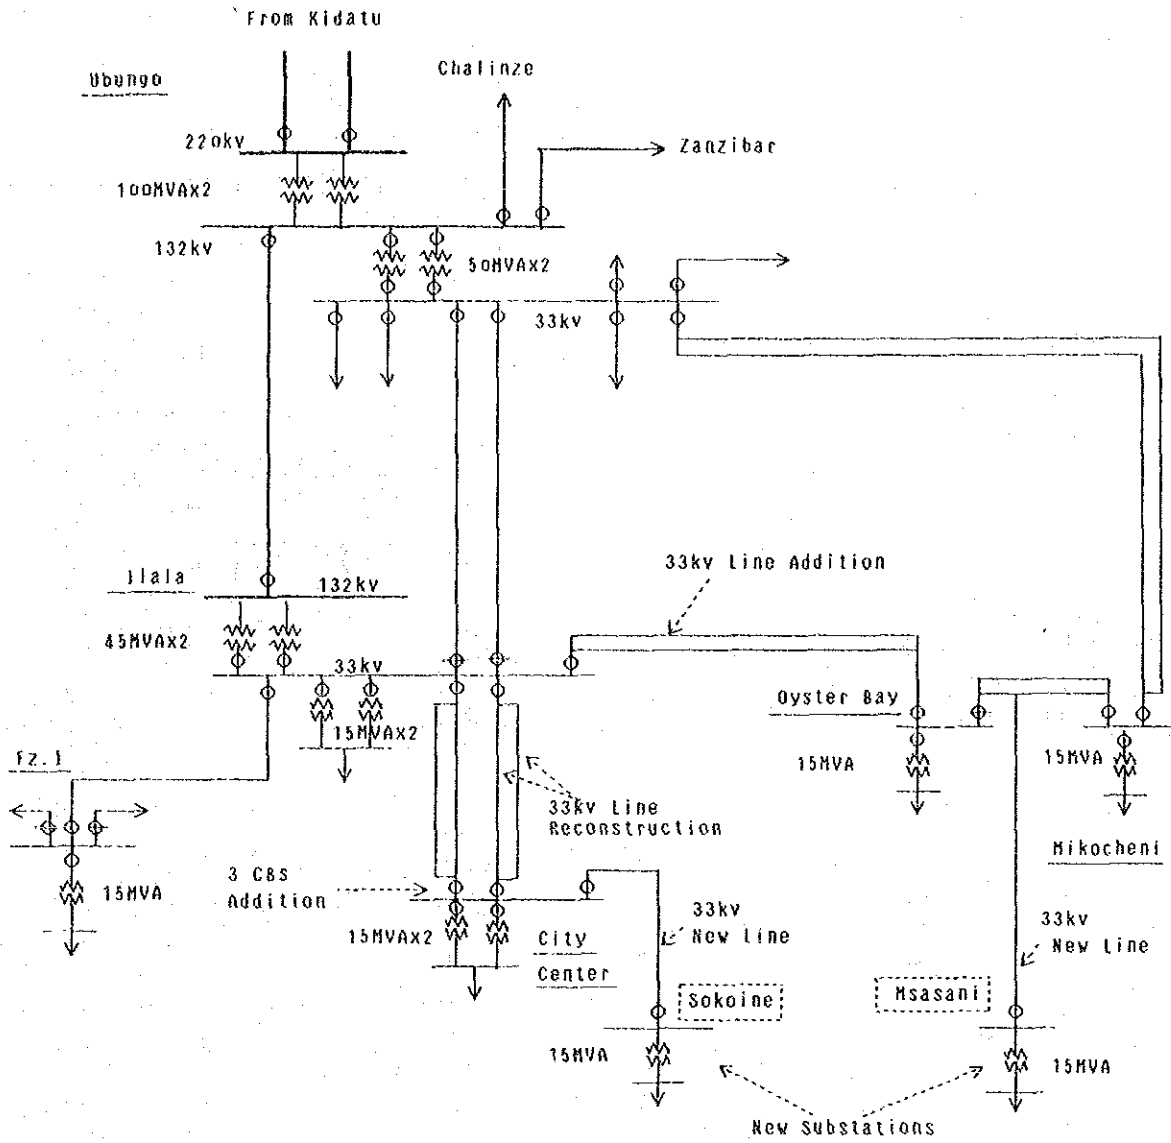 From Kidatu
Ubungo
Chalinze
220kv
Zanzibar
100MVAx2
132kv
50MVAx2
33kv
33kv Line Addition
Ilala
132kv
45MVAx2
33kv
Oyster Bay
15MVAx2
Fz.I
15MVA
15MVA
33kv Line
Reconstruction
Mikocheni
3 CBS
Addition
15MVA
33kv
New Line
33kv
New Line
15MVAx2
City
Center
Sokoine
Msasani
15MVA
15MVA
New Substations